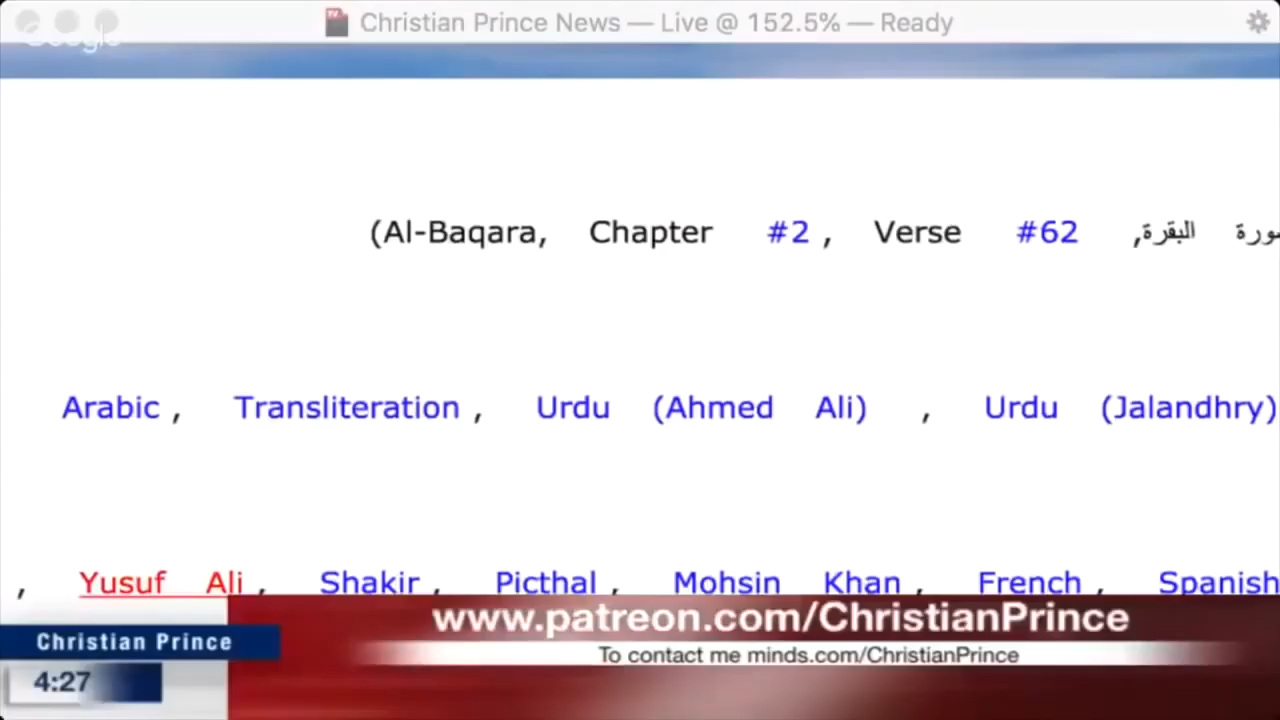 Christian Prince News — Live @ 152.5% — Ready
Google
(Al-Baqara, Chapter #2 , Verse #62 ,سورة البقرة
Arabic , Transliteration , Urdu (Ahmed Ali) , Urdu (Jalandhry)
, Yusuf Ali , Shakir , Picthal , Mohsin Khan , French , Spanish
www.patreon.com/ChristianPrince
Christian Prince
To contact me minds.com/ChristianPrince
4:27